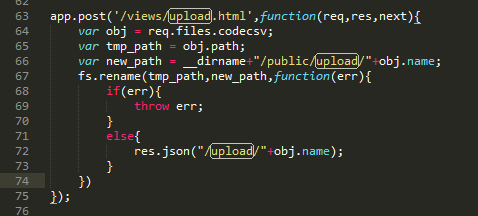 62
63 app.post('/views/upload.html',function(req,res,next){
64 var obj = req.files.codecsv;
65 var tmp_path = obj.path;
66 var new_path = __dirname+"/public/upload/"+obj.name;
67 fs.rename(tmp_path,new_path,function(err){
68 if(err){
69 throw err;
70 }
71 else{
72 res.json("/upload/"+obj.name);
73 }
74 })
75 });
76